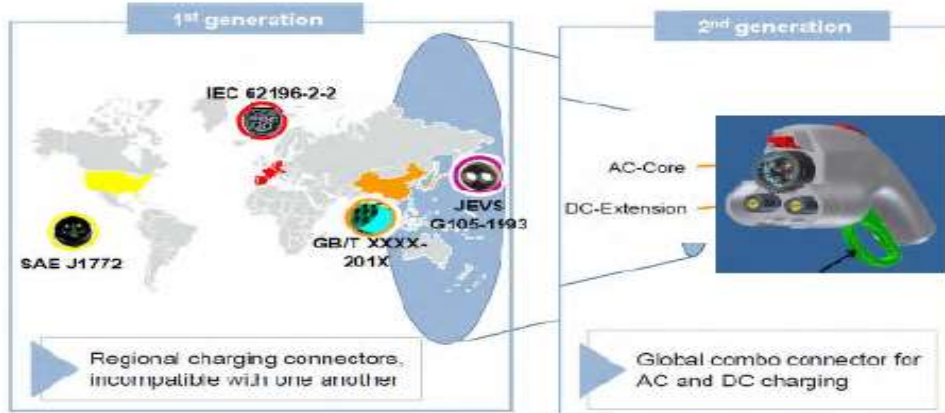 1st generation
IEC 62196-2-2
SAE J1772
GB/T XXXX-
201X
JEVS
G105-1993
Regional charging connectors,
incompatible with one another
2nd generation
AC-Core
DC-Extension
Global combo connector for
AC and DC charging